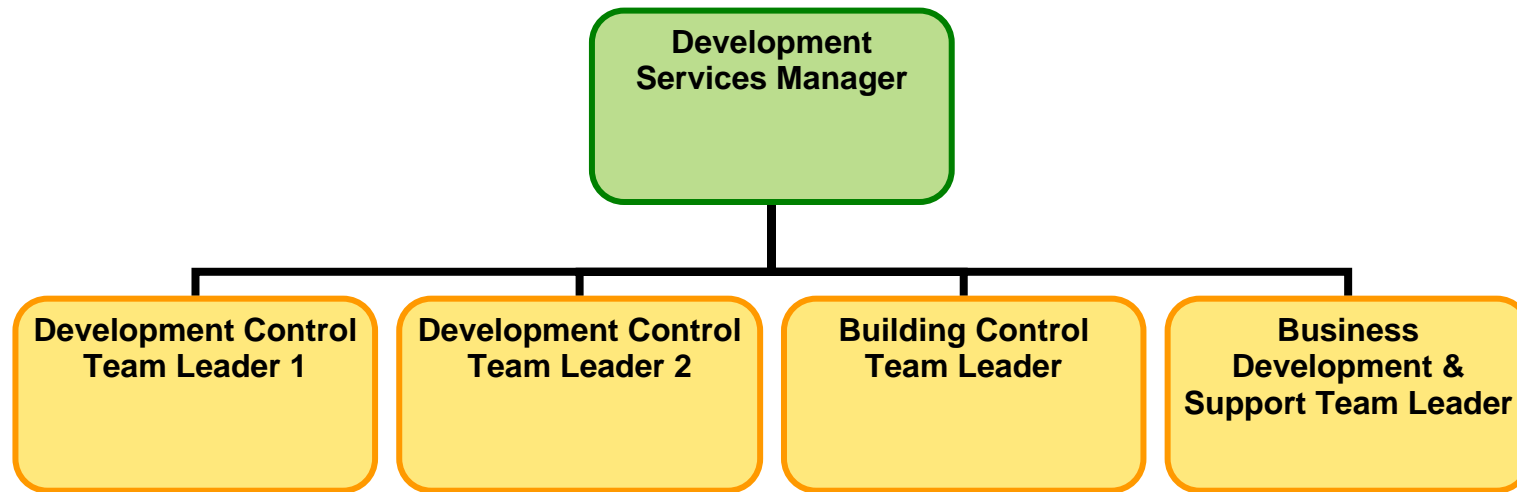 Development
Services Manager
Development Control
Team Leader 1
Development Control
Team Leader 2
Building Control
Team Leader
Business
Development &
Support Team Leader